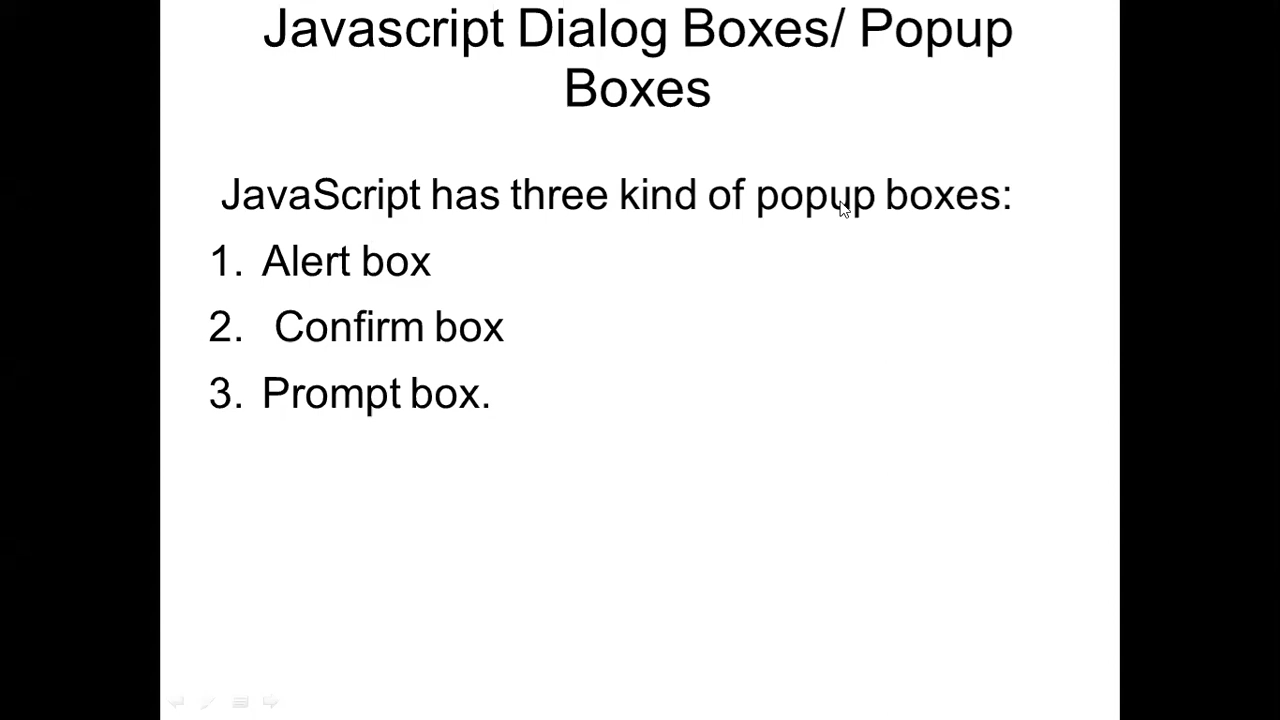 Javascript Dialog Boxes/ Popup
Boxes
JavaScript has three kind of popup boxes:
1. Alert box
2. Confirm box
3. Prompt box.